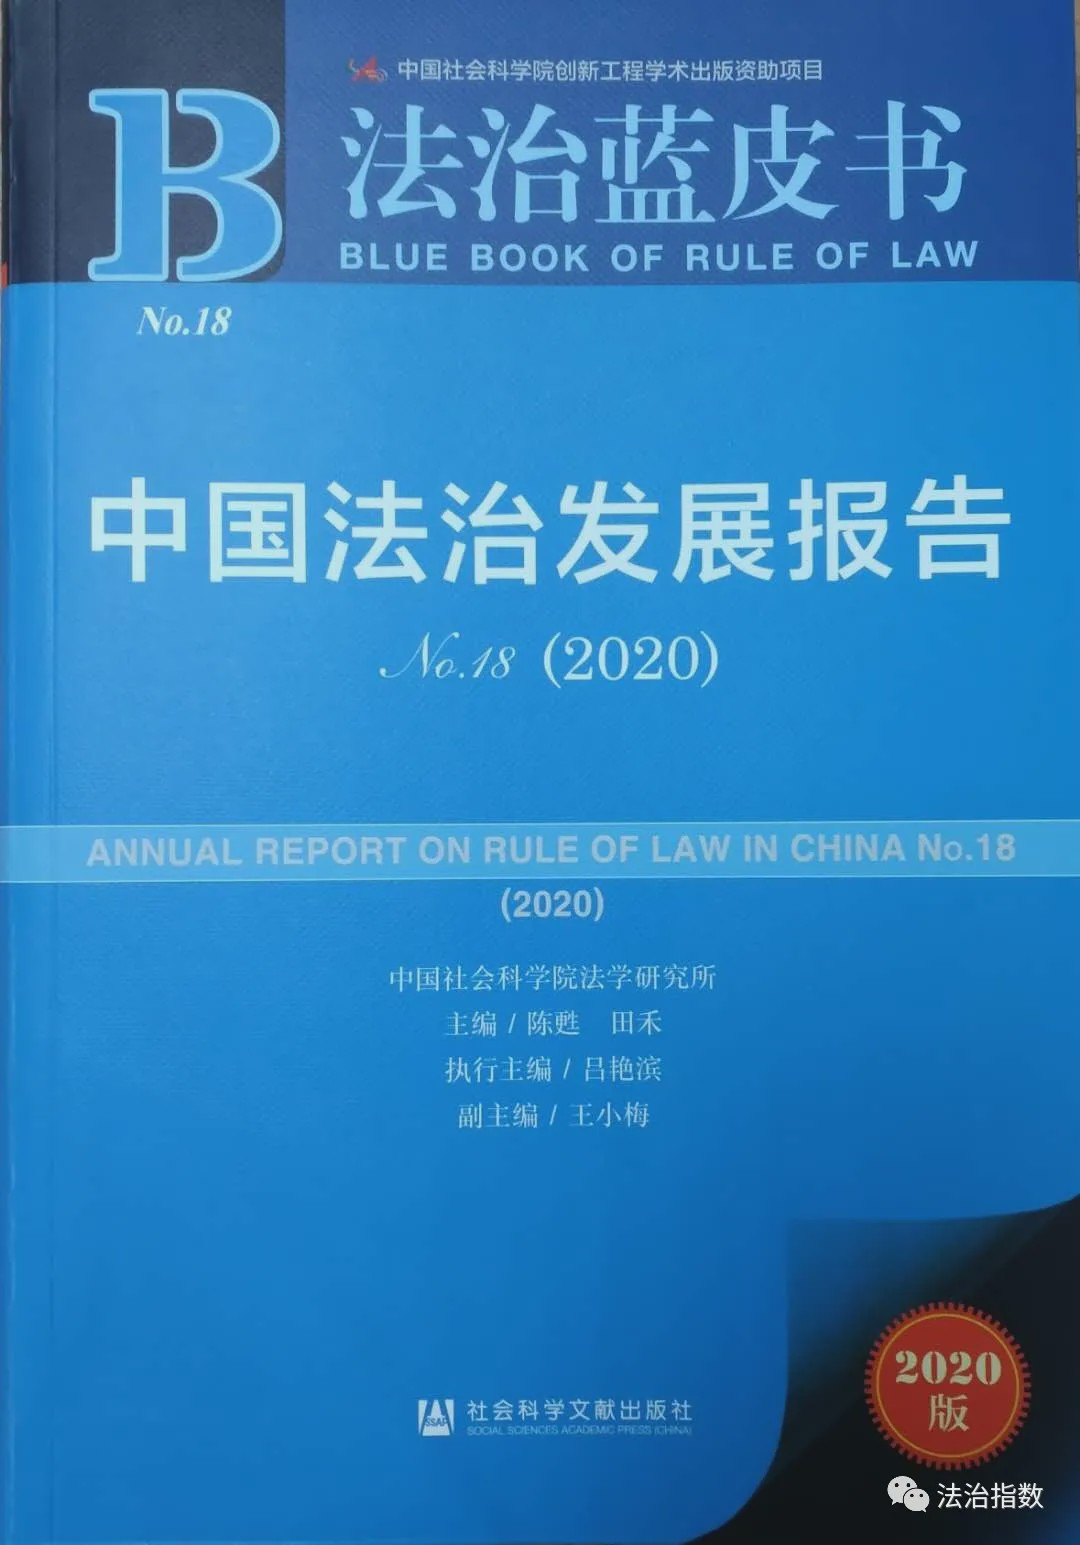 中国社会科学院创新工程学术出版资助项目
B
法治蓝皮书
BLUE BOOK OF RULE OF LAW
No.18
中国法治发展报告
No.18 (2020)
ANNUAL REPORT ON RULE OF LAW IN CHINA No.18
(2020)
中国社会科学院法学研究所
主编 / 陈甦 田禾
执行主编 / 吕艳滨
副主编 / 王小梅
2020
版
SSAP
社会科学文献出版社
SOCIAL SCIENCES ACADEMIC PRESS (CHINA)
法治指数